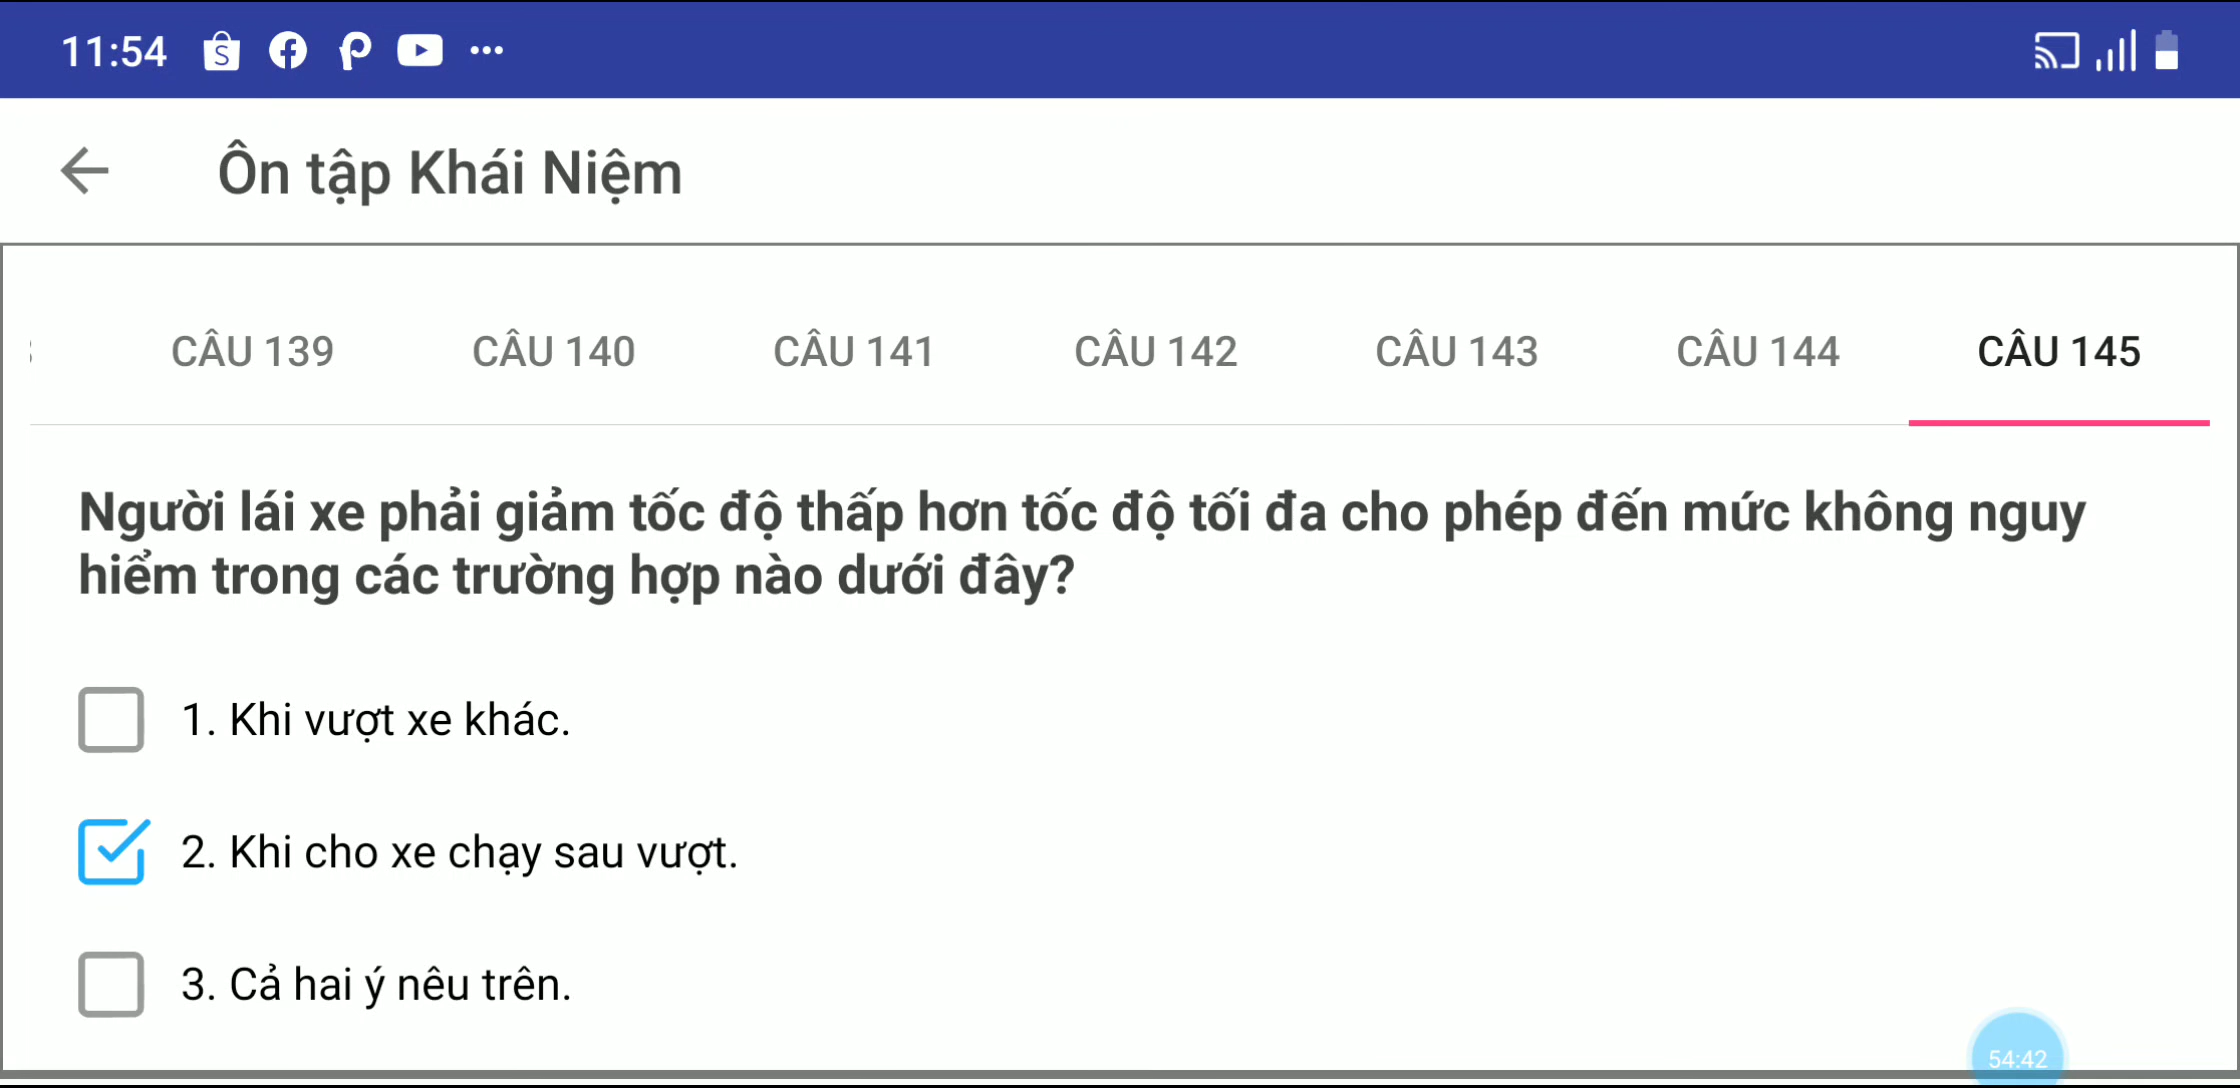 11:54
Ôn tập Khái Niệm
CÂU 139 CÂU 140 CÂU 141 CÂU 142 CÂU 143 CÂU 144 CÂU 145
Người lái xe phải giảm tốc độ thấp hơn tốc độ tối đa cho phép đến mức không nguy
hiểm trong các trường hợp nào dưới đây?
1. Khi vượt xe khác.
2. Khi cho xe chạy sau vượt.
3. Cả hai ý nêu trên.
54:42